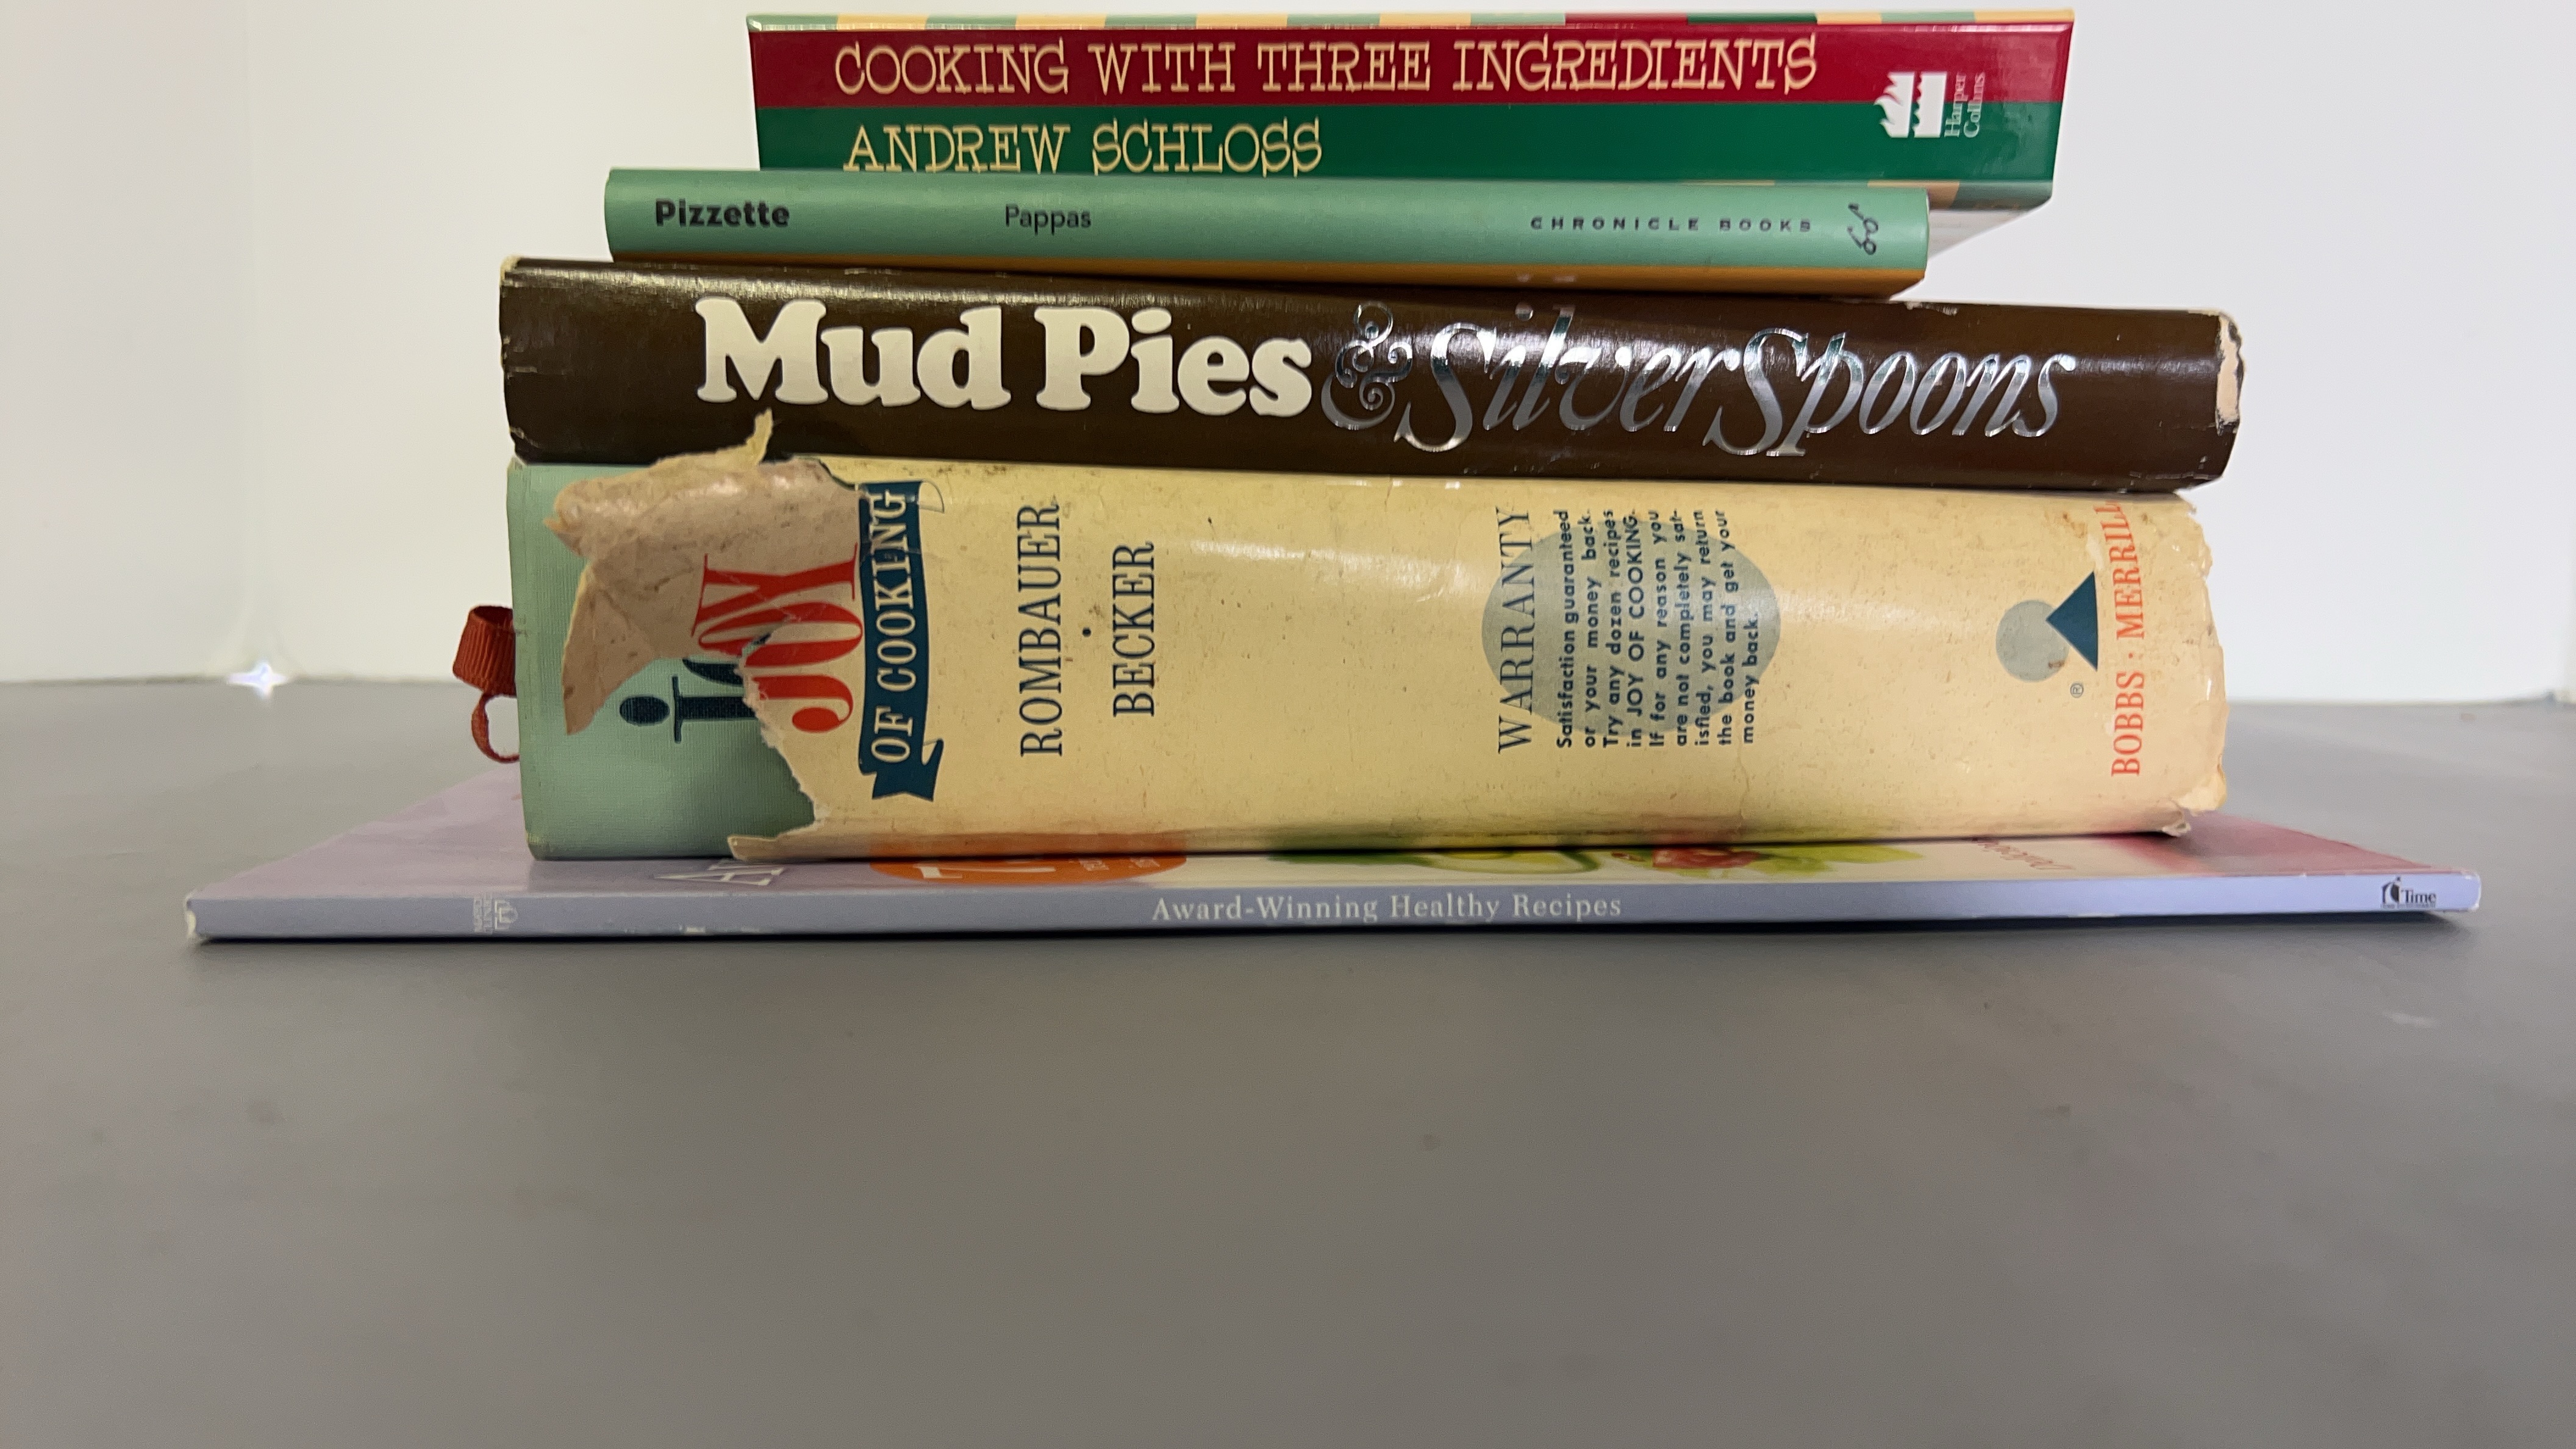 COOKING WITH THREE INGREDIENTS
ANDREW SCHLOSS
Harper
Collins
Pizzette
Pappas
CHRONICLE BOOKS
Mud Pies & Silver Spoons
JOY
OF COOKING
ROMBAUER
•
BECKER
WARRANTY
Satisfaction guaranteed
or your money back.
Try any dozen recipes
in JOY OF COOKING.
If for any reason you
are not completely sat-
isfied, you may return
the book and get your
money back.
®
BOBBS · MERRILL
Award-Winning Healthy Recipes
Time